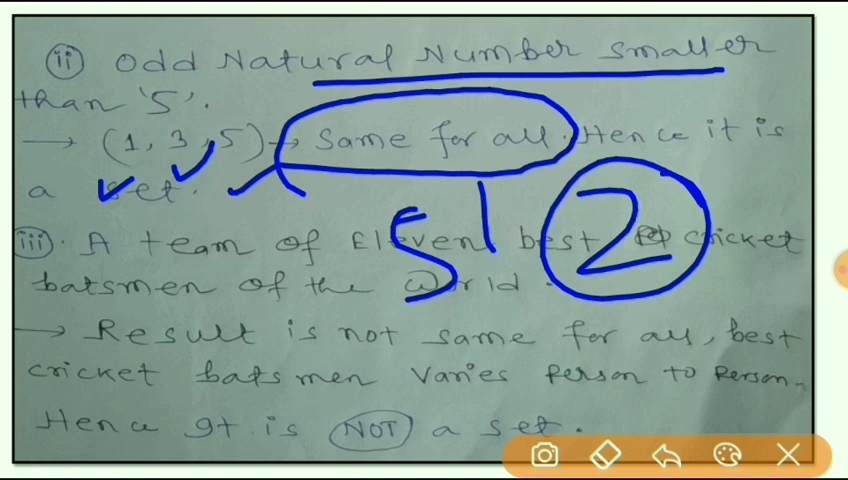 (ii) Odd Natural Number smaller
than '5'.
→ (1, 3, 5) → Same for all. Hence it is
a set.
51 2
(iii). A team of Eleven best cricket
batsmen of the world.
→ Result is not same for all, best
cricket batsmen varies person to person.
Hence It is NOT a set.